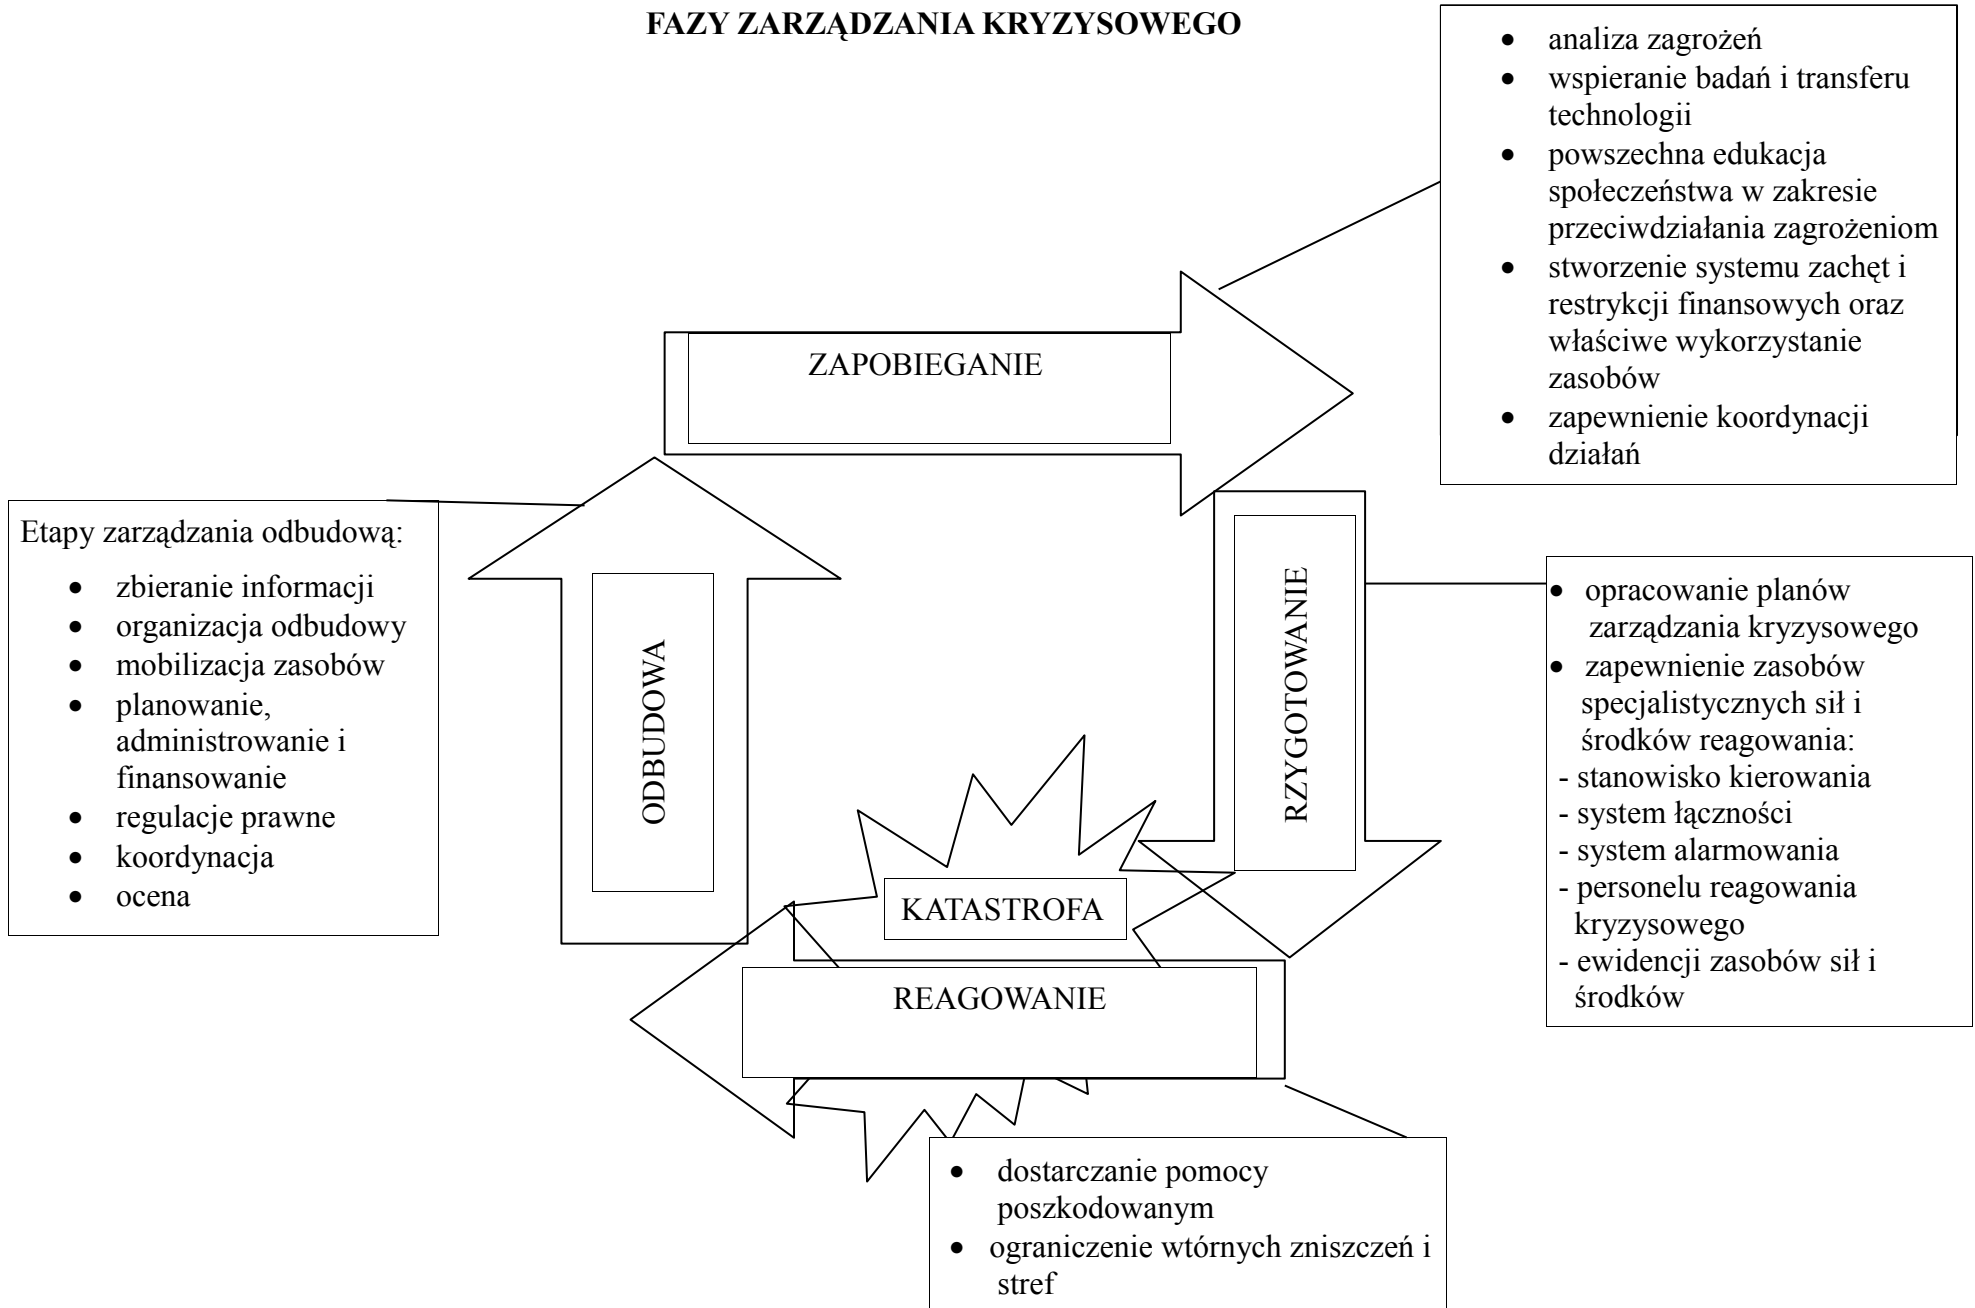 FAZY ZARZĄDZANIA KRYZYSOWEGO
• analiza zagrożeń
• wspieranie badań i transferu
technologii
• powszechna edukacja
społeczeństwa w zakresie
przeciwdziałania zagrożeniom
• stworzenie systemu zachęt i
restrykcji finansowych oraz
właściwe wykorzystanie
zasobów
• zapewnienie koordynacji
działań
ZAPOBIEGANIE
Etapy zarządzania odbudową:
• zbieranie informacji
• organizacja odbudowy
• mobilizacja zasobów
• planowanie,
administrowanie i
finansowanie
• regulacje prawne
• koordynacja
• ocena
ODBUDOWA
RZYGOTOWANIE
• opracowanie planów
zarządzania kryzysowego
• zapewnienie zasobów
specjalistycznych sił i
środków reagowania:
- stanowisko kierowania
- system łączności
- system alarmowania
- personelu reagowania
kryzysowego
- ewidencji zasobów sił i
środków
KATASTROFA
REAGOWANIE
• dostarczanie pomocy
poszkodowanym
• ograniczenie wtórnych zniszczeń i
stref